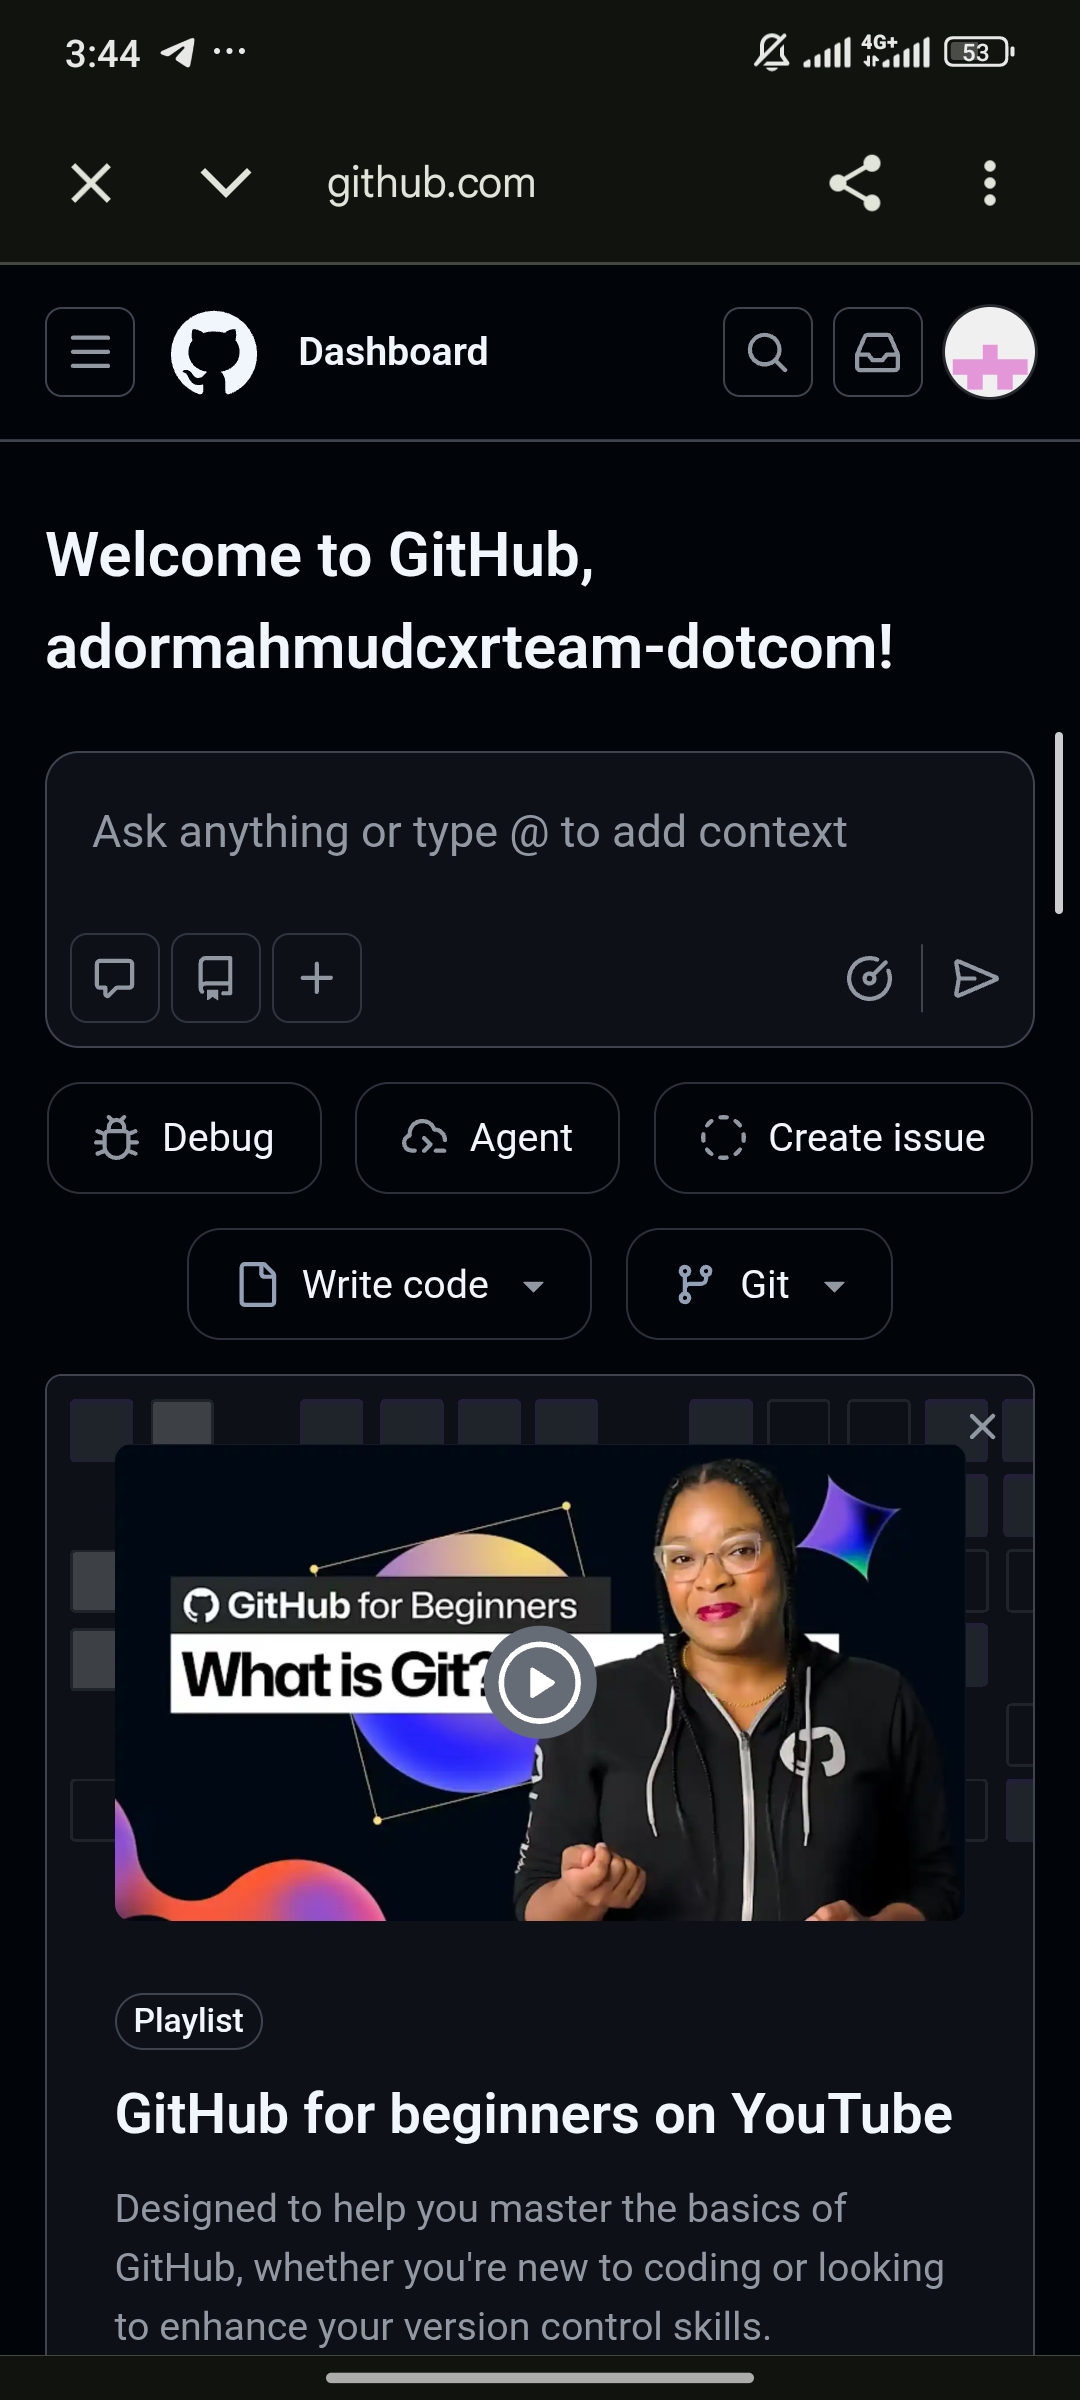 3:44
4G+
53
github.com
Dashboard
Welcome to GitHub,
adormahmudcxrteam-dotcom!
Ask anything or type @ to add context
Debug
Agent
Create issue
Write code
Git
GitHub for Beginners
What is Git?
Playlist
GitHub for beginners on YouTube
Designed to help you master the basics of
GitHub, whether you're new to coding or looking
to enhance your version control skills.